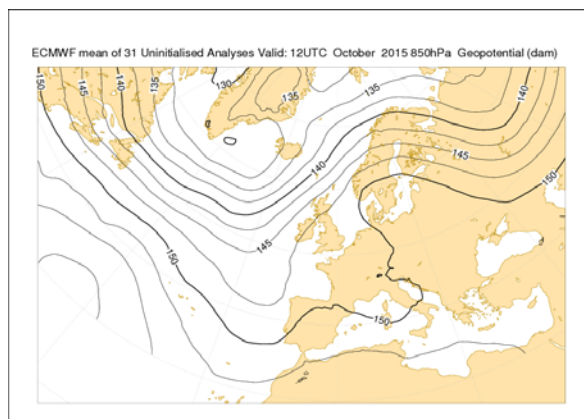 ECMWF mean of 31 Uninitialised Analyses Valid: 12UTC October 2015 850hPa Geopotential (dam)
150 145 140 135 130 135 135 140
140 145
145 150
150
150